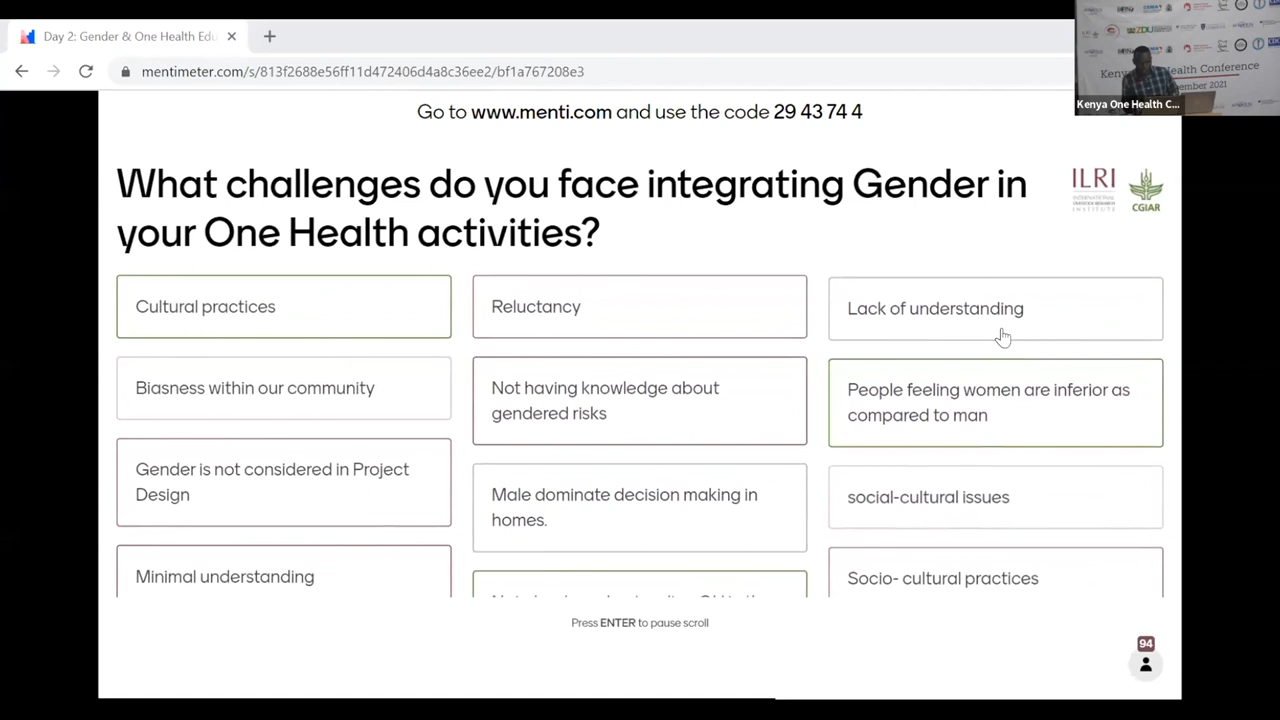 Day 2: Gender & One Health Edu
mentimeter.com/s/813f2688e56ff11d472406d4a8c36ee2/bf1a767208e3
Kenya One Health C...
Go to www.menti.com and use the code 29 43 74 4
What challenges do you face integrating Gender in
your One Health activities?
ILRI
INTERNATIONAL
LIVESTOCK RESEARCH
INSTITUTE
CGIAR
Cultural practices
Reluctancy
Lack of understanding
Biasness within our community
Not having knowledge about
gendered risks
People feeling women are inferior as
compared to man
Gender is not considered in Project
Design
Male dominate decision making in
homes.
social-cultural issues
Minimal understanding
Socio- cultural practices
Press ENTER to pause scroll
94